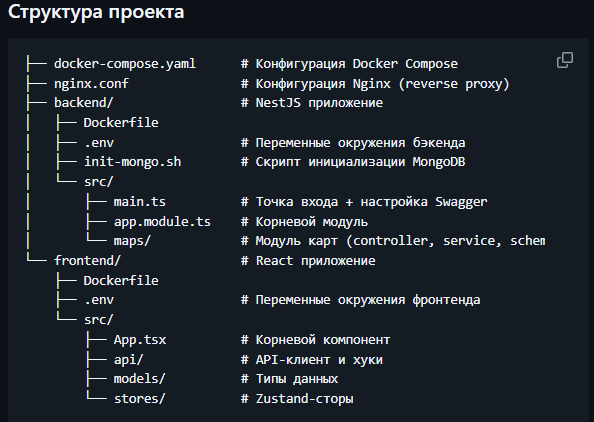 Структура проекта
├── docker-compose.yaml      # Конфигурация Docker Compose
├── nginx.conf               # Конфигурация Nginx (reverse proxy)
├── backend/                 # NestJS приложение
│   ├── Dockerfile
│   ├── .env                 # Переменные окружения бэкенда
│   ├── init-mongo.sh        # Скрипт инициализации MongoDB
│   └── src/
│       ├── main.ts          # Точка входа + настройка Swagger
│       ├── app.module.ts    # Корневой модуль
│       └── maps/            # Модуль карт (controller, service, schem
└── frontend/                # React приложение
    ├── Dockerfile
    ├── .env                 # Переменные окружения фронтенда
    └── src/
        ├── App.tsx          # Корневой компонент
        ├── api/             # API-клиент и хуки
        ├── models/          # Типы данных
        └── stores/          # Zustand-сторы